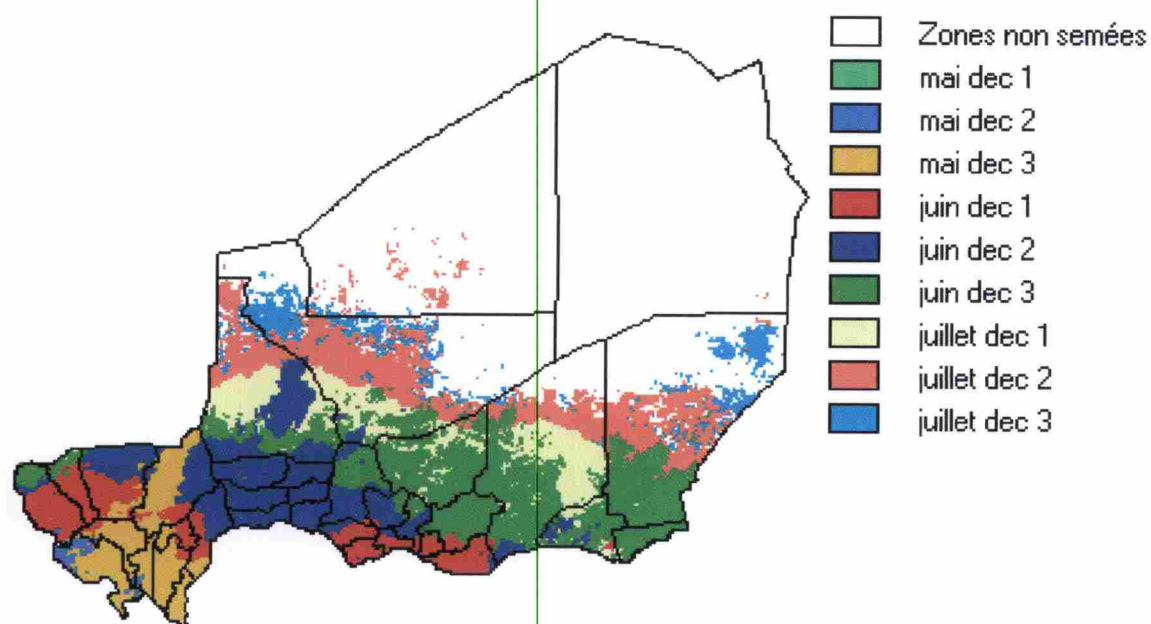 Zones non semées
mai dec 1
mai dec 2
mai dec 3
juin dec 1
juin dec 2
juin dec 3
juillet dec 1
juillet dec 2
juillet dec 3